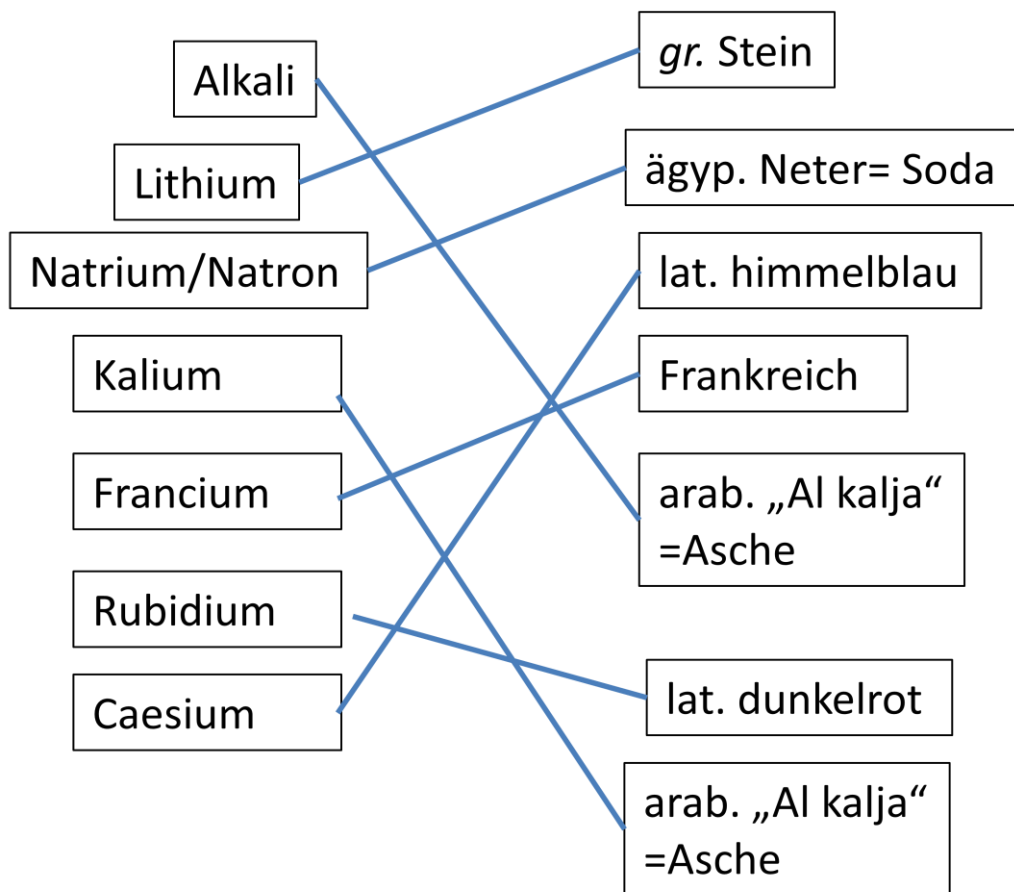 Alkali
Lithium
Natrium/Natron
Kalium
Francium
Rubidium
Caesium
gr. Stein
ägyp. Neter= Soda
lat. himmelblau
Frankreich
arab. „Al kalja“
=Asche
lat. dunkelrot
arab. „Al kalja“
=Asche